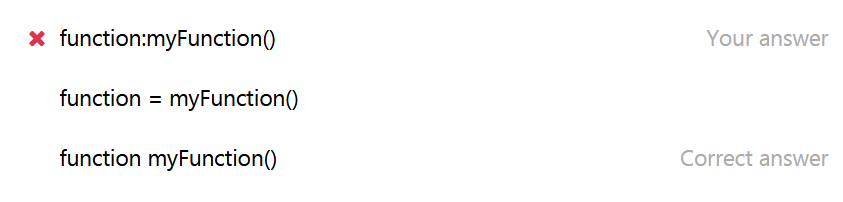 function:myFunction() Your answer
function = myFunction()
function myFunction() Correct answer